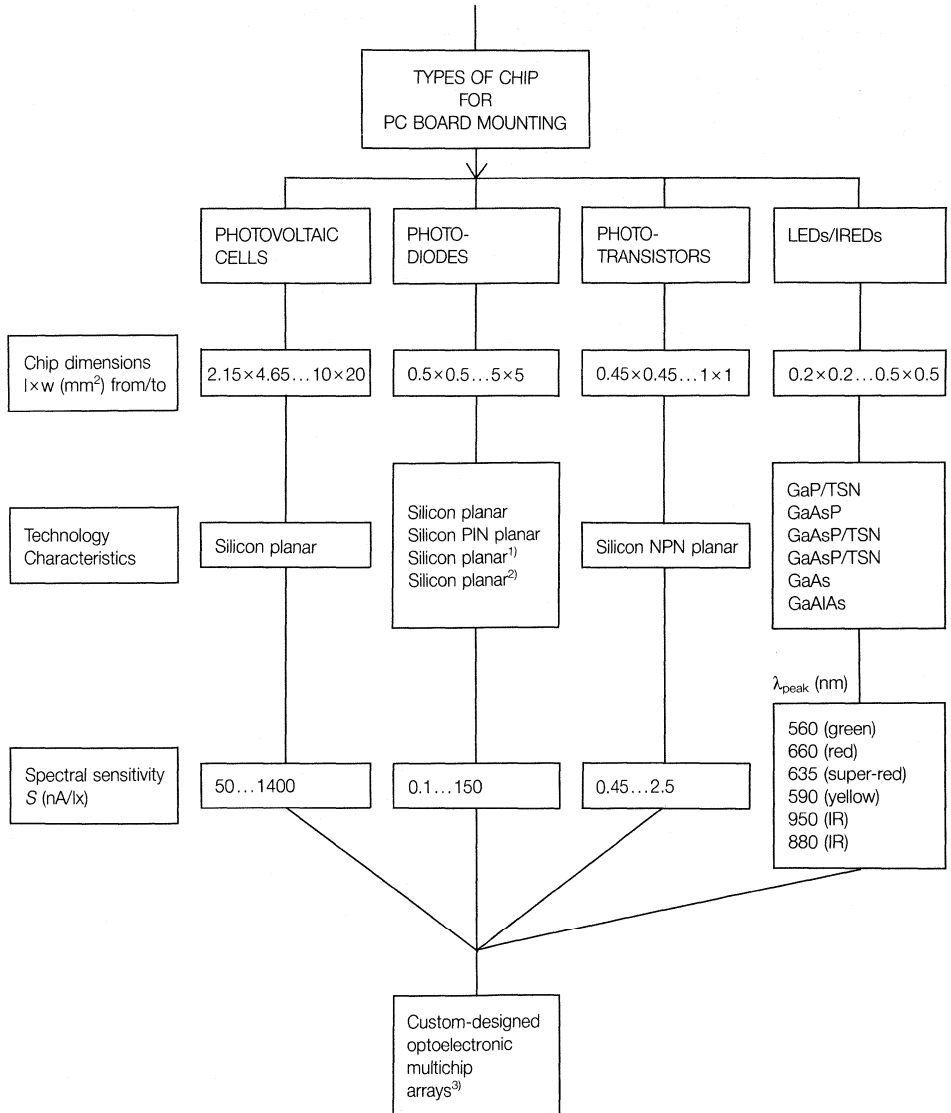 TYPES OF CHIP
FOR
PC BOARD MOUNTING
PHOTOVOLTAIC
CELLS
PHOTO-
DIODES
PHOTO-
TRANSISTORS
LEDs/IREDs
Chip dimensions
l×w (mm²) from/to
2.15×4.65...10×20
0.5×0.5...5×5
0.45×0.45...1×1
0.2×0.2...0.5×0.5
Technology
Characteristics
Silicon planar
Silicon planar
Silicon PIN planar
Silicon planar¹⁾
Silicon planar²⁾
Silicon NPN planar
GaP/TSN
GaAsP
GaAsP/TSN
GaAsP/TSN
GaAs
GaAlAs
λpeak (nm)
Spectral sensitivity
S (nA/lx)
50...1400
0.1...150
0.45...2.5
560 (green)
660 (red)
635 (super-red)
590 (yellow)
950 (IR)
880 (IR)
Custom-designed
optoelectronic
multichip
arrays³⁾